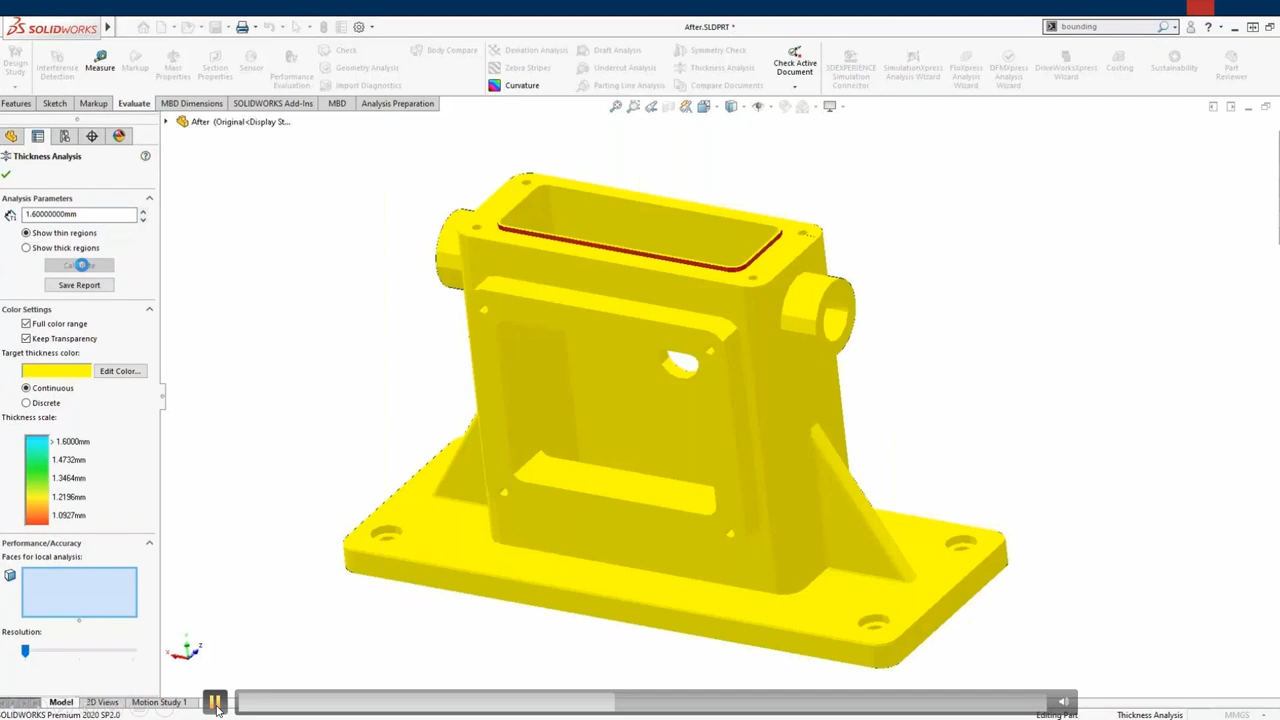 SOLIDWORKS
After.SLDPRT *
bounding
Design Study
Interference Detection
Measure
Markup
Mass Properties
Section Properties
Sensor
Performance Evaluation
Check
Geometry Analysis
Import Diagnostics
Body Compare
Deviation Analysis
Zebra Stripes
Curvature
Draft Analysis
Undercut Analysis
Parting Line Analysis
Symmetry Check
Thickness Analysis
Compare Documents
Check Active Document
3DEXPERIENCE Simulation Connector
SimulationXpress Analysis Wizard
FloXpress Analysis Wizard
DFMXpress Analysis Wizard
DriveWorksXpress Wizard
Costing
Sustainability
Part Reviewer
Features
Sketch
Markup
Evaluate
MBD Dimensions
SOLIDWORKS Add-Ins
MBD
Analysis Preparation
After (Original<Display St...
Thickness Analysis
Analysis Parameters
1.60000000mm
Show thin regions
Show thick regions
Save Report
Color Settings
Full color range
Keep Transparency
Target thickness color:
Edit Color...
Continuous
Discrete
Thickness scale:
> 1.6000mm
1.4732mm
1.3464mm
1.2196mm
1.0927mm
Performance/Accuracy
Faces for local analysis:
Resolution:
Model
3D Views
Motion Study 1
SOLIDWORKS Premium 2020 SP2.0
Editing Part
Thickness Analysis
MMGS